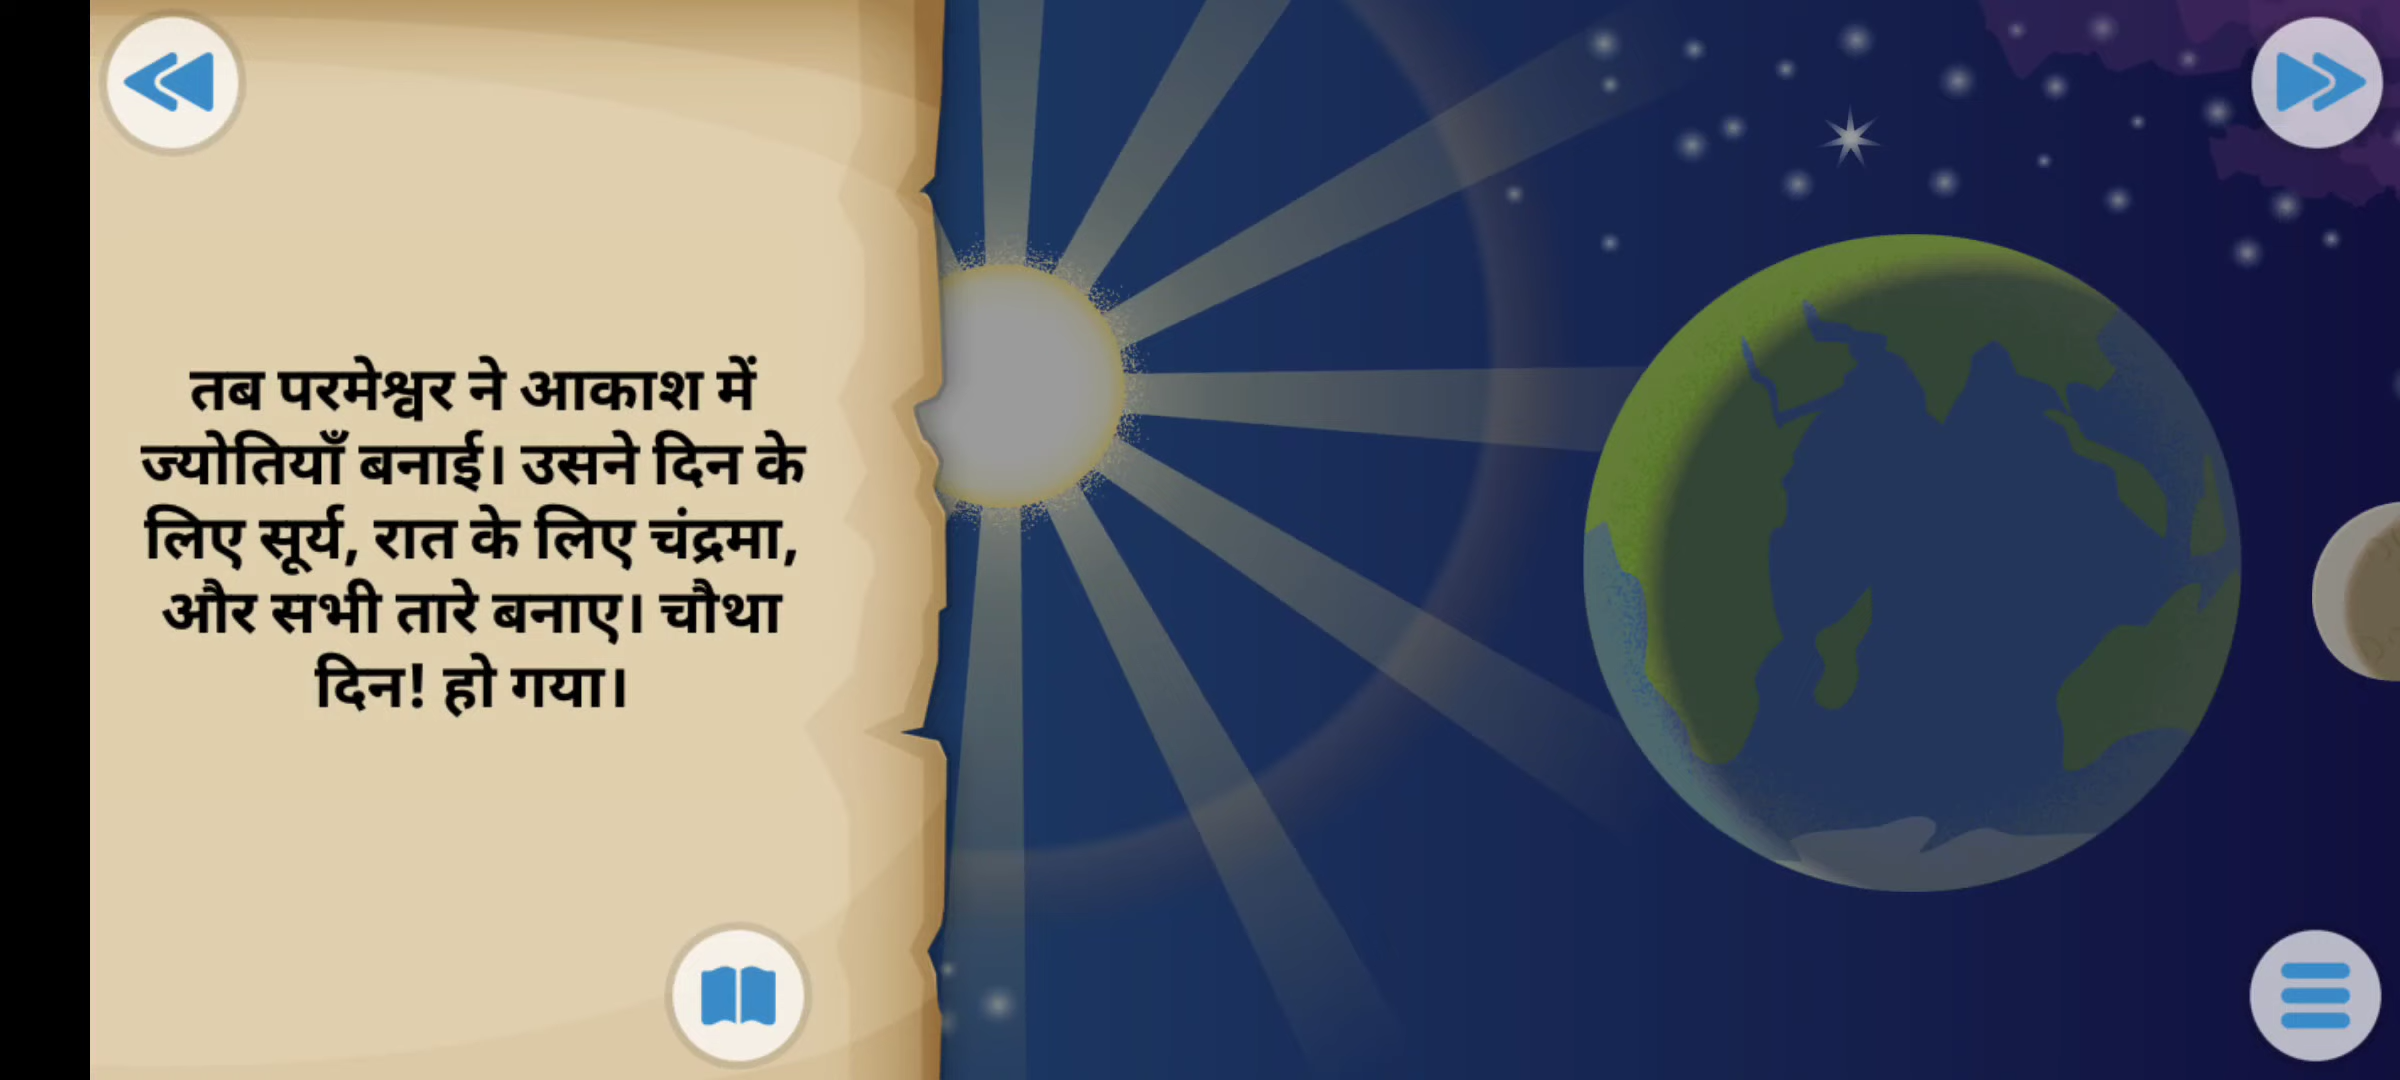 तब परमेश्वर ने आकाश में
ज्योतियाँ बनाई। उसने दिन के
लिए सूर्य, रात के लिए चंद्रमा,
और सभी तारे बनाए। चौथा
दिन! हो गया।